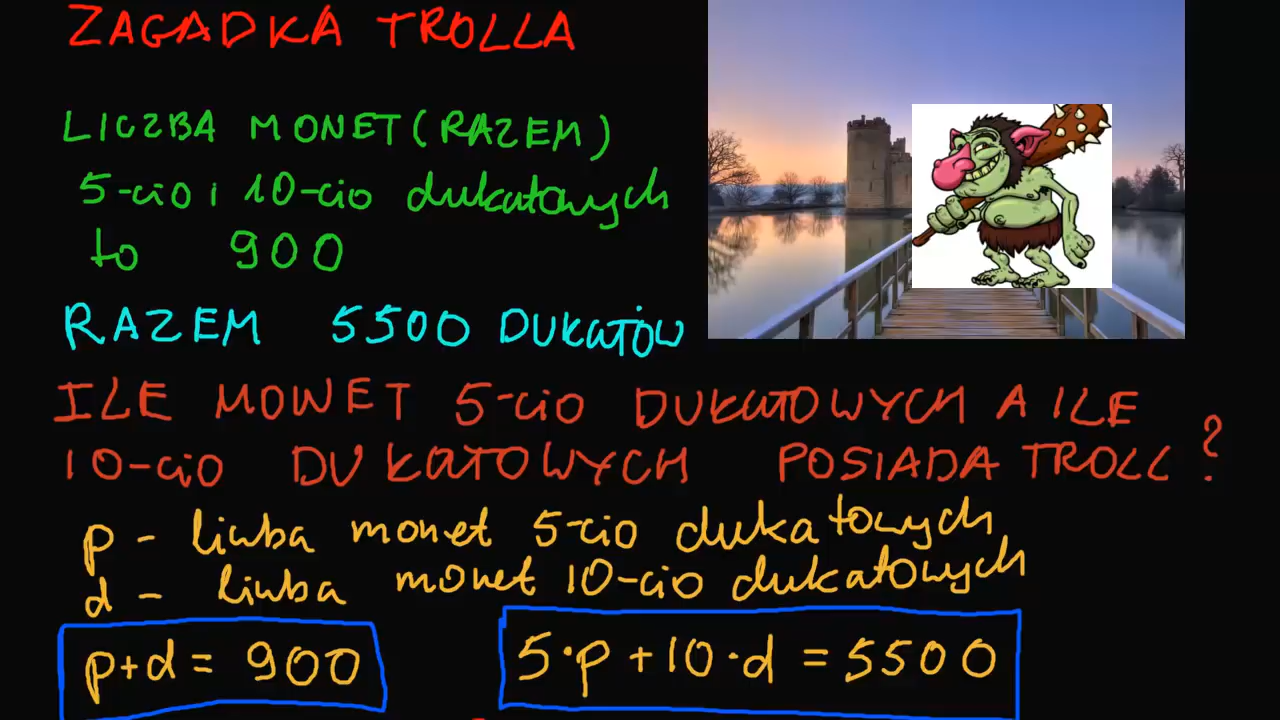 ZAGADKA TROLLA
LICZBA MONET (RAZEM)
5-cio i 10-cio dukatowych
to 900
RAZEM 5500 DUKATÓW
ILE MONET 5-cio DUKATOWYCH A ILE
10-cio DUKATOWYCH POSIADA TROLL?
p - liczba monet 5-cio dukatowych
d - liczba monet 10-cio dukatowych
p+d = 900
5·p + 10·d = 5500